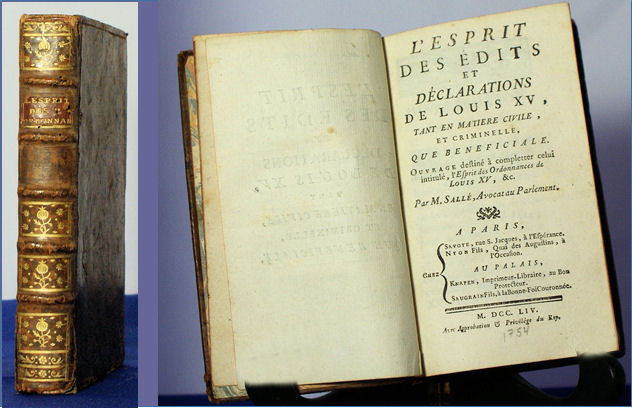 L'ESPRIT
DES
ORDONNAN
L'ESPRIT
DES ÉDITS
ET
DÉCLARATIONS
DE LOUIS XV,
TANT EN MATIERE CIVILE,
ET CRIMINELLE,
QUE BENEFICIALE.
OUVRAGE destiné à completter celui
intitulé, l'Esprit des Ordonnances de
LOUIS XV, &c.
Par M. SALLÉ, Avocat au Parlement.
A PARIS,
SAVOYE, rue S. Jacques, à l'Espérance.
NYON Fils, Quai des Augustins, à
l'Occasion.
CHEZ
AU PALAIS,
KNAPEN, Imprimeur-Libraire, au Bon
Protecteur.
SAUGRAIN Fils, à la Bonne-Foi Couronnée.
M. DCC. LIV.
Avec Approbation & Privilége du Roy.
1754